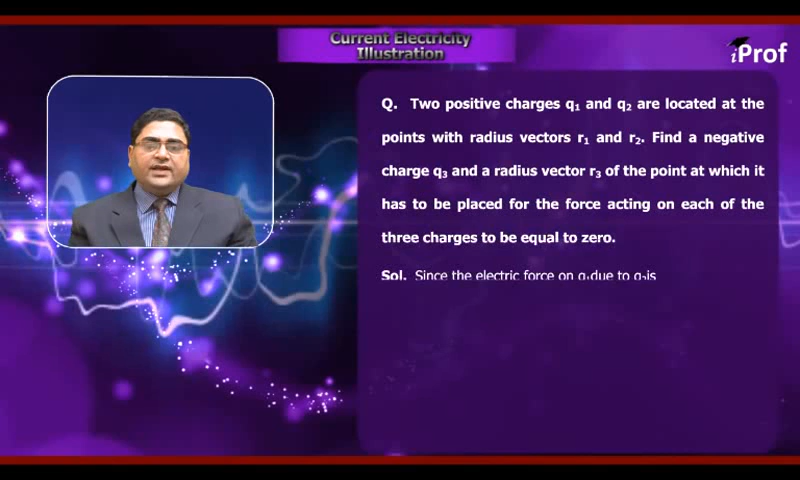 Current Electricity
Illustration
iProf
Q. Two positive charges q₁ and q₂ are located at the
points with radius vectors r₁ and r₂. Find a negative
charge q₃ and a radius vector r₃ of the point at which it
has to be placed for the force acting on each of the
three charges to be equal to zero.
Sol. Since the electric force on q₁due to q₂is